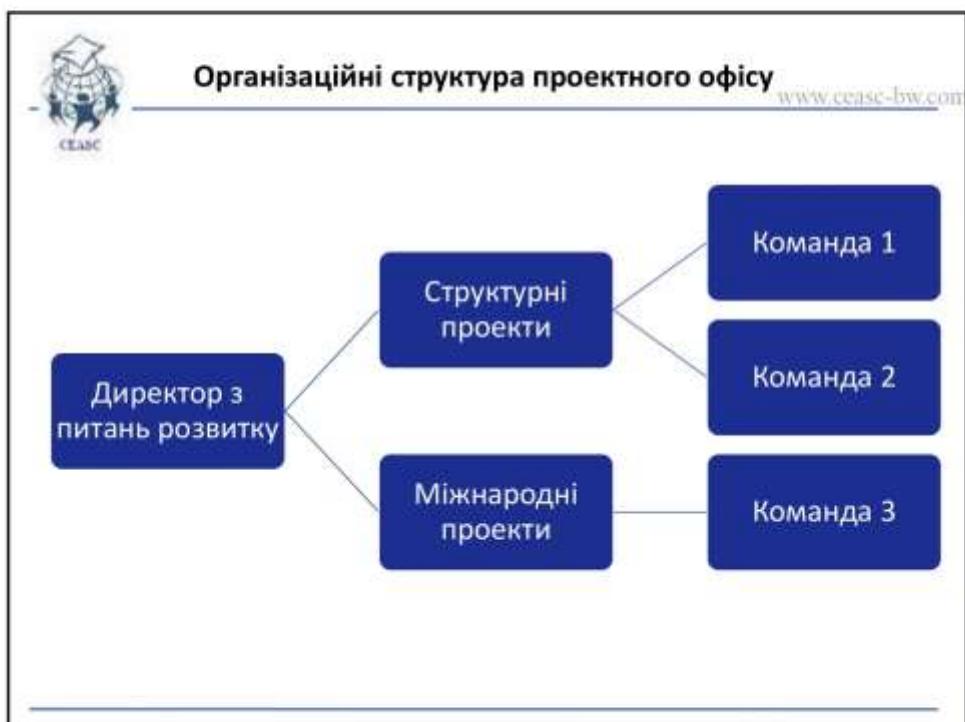 Організаційні структура проектного офісу
www.ceasc-bw.com
CEASC
Директор з
питань розвитку
Структурні
проекти
Міжнародні
проекти
Команда 1
Команда 2
Команда 3